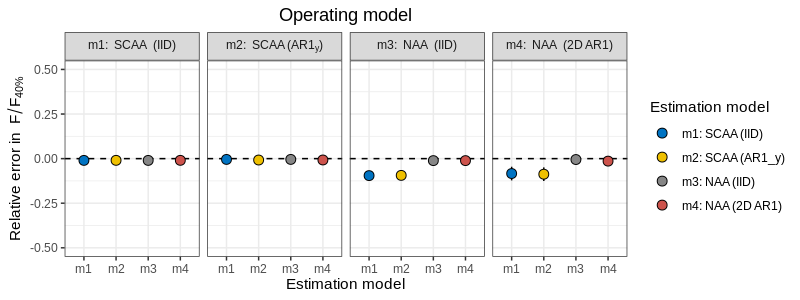 Operating model
m1: SCAA (IID) m2: SCAA (AR1y) m3: NAA (IID) m4: NAA (2D AR1)
Relative error in F/F40%
0.50
0.25
0.00
-0.25
-0.50
m1 m2 m3 m4 m1 m2 m3 m4 m1 m2 m3 m4 m1 m2 m3 m4
Estimation model
Estimation model
m1: SCAA (IID)
m2: SCAA (AR1_y)
m3: NAA (IID)
m4: NAA (2D AR1)